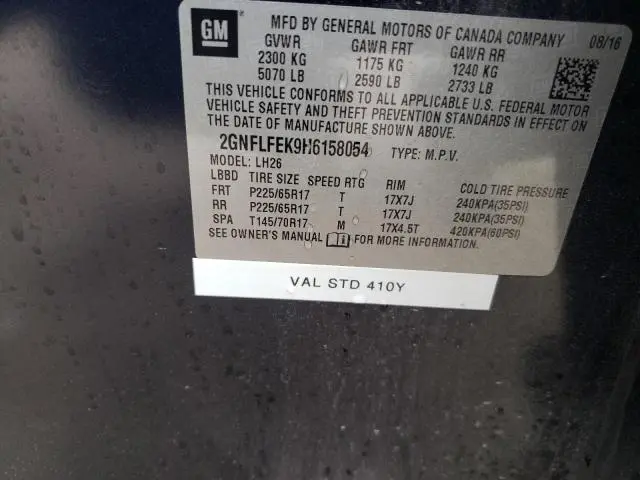 GM
MFD BY GENERAL MOTORS OF CANADA COMPANY 08/16
GVWR GAWR FRT GAWR RR
2300 KG 1175 KG 1240 KG
5070 LB 2590 LB 2733 LB
THIS VEHICLE CONFORMS TO ALL APPLICABLE U.S. FEDERAL MOTOR
VEHICLE SAFETY AND THEFT PREVENTION STANDARDS IN EFFECT ON
THE DATE OF MANUFACTURE SHOWN ABOVE.
2GNFLFEK9H6158054 TYPE: M.P.V.
MODEL: LH26
LBBD TIRE SIZE SPEED RTG RIM COLD TIRE PRESSURE
FRT P225/65R17 T 17X7J 240KPA(35PSI)
RR P225/65R17 T 17X7J 240KPA(35PSI)
SPA T145/70R17 M 17X4.5T 420KPA(60PSI)
SEE OWNER'S MANUAL FOR MORE INFORMATION.
VAL STD 410Y